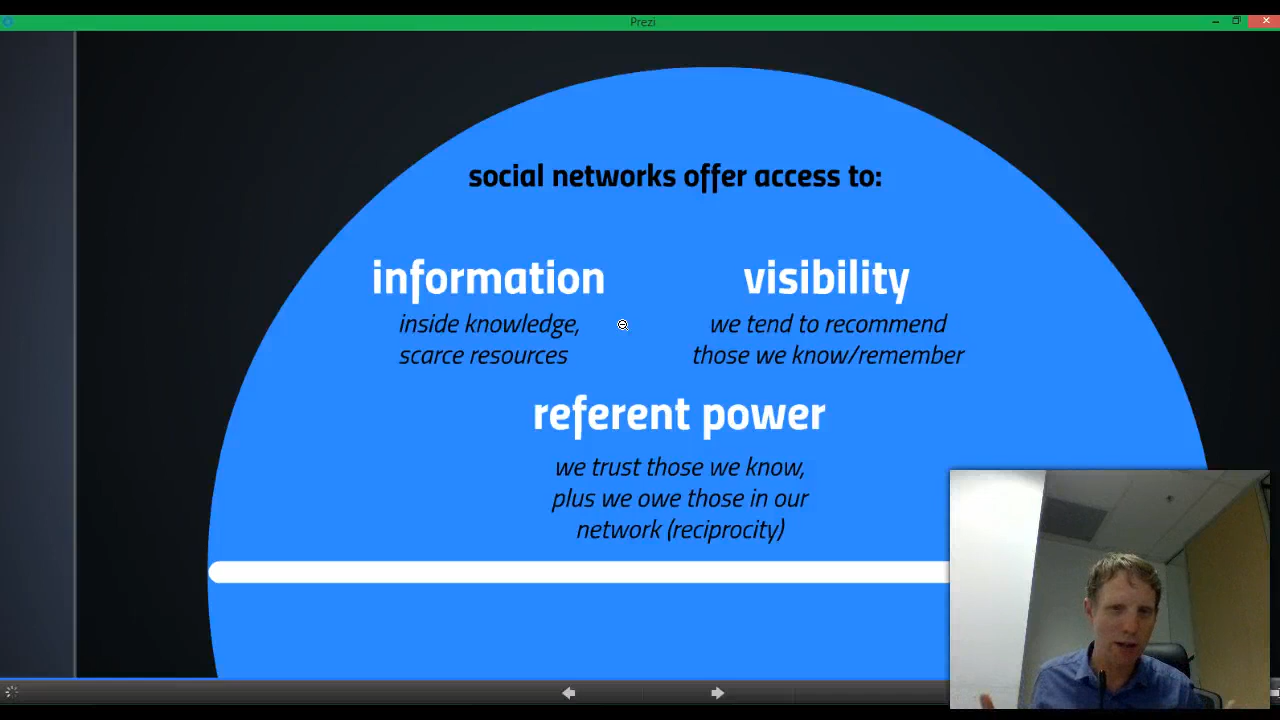 Prezi
social networks offer access to:
information
inside knowledge,
scarce resources
visibility
we tend to recommend
those we know/remember
referent power
we trust those we know,
plus we owe those in our
network (reciprocity)